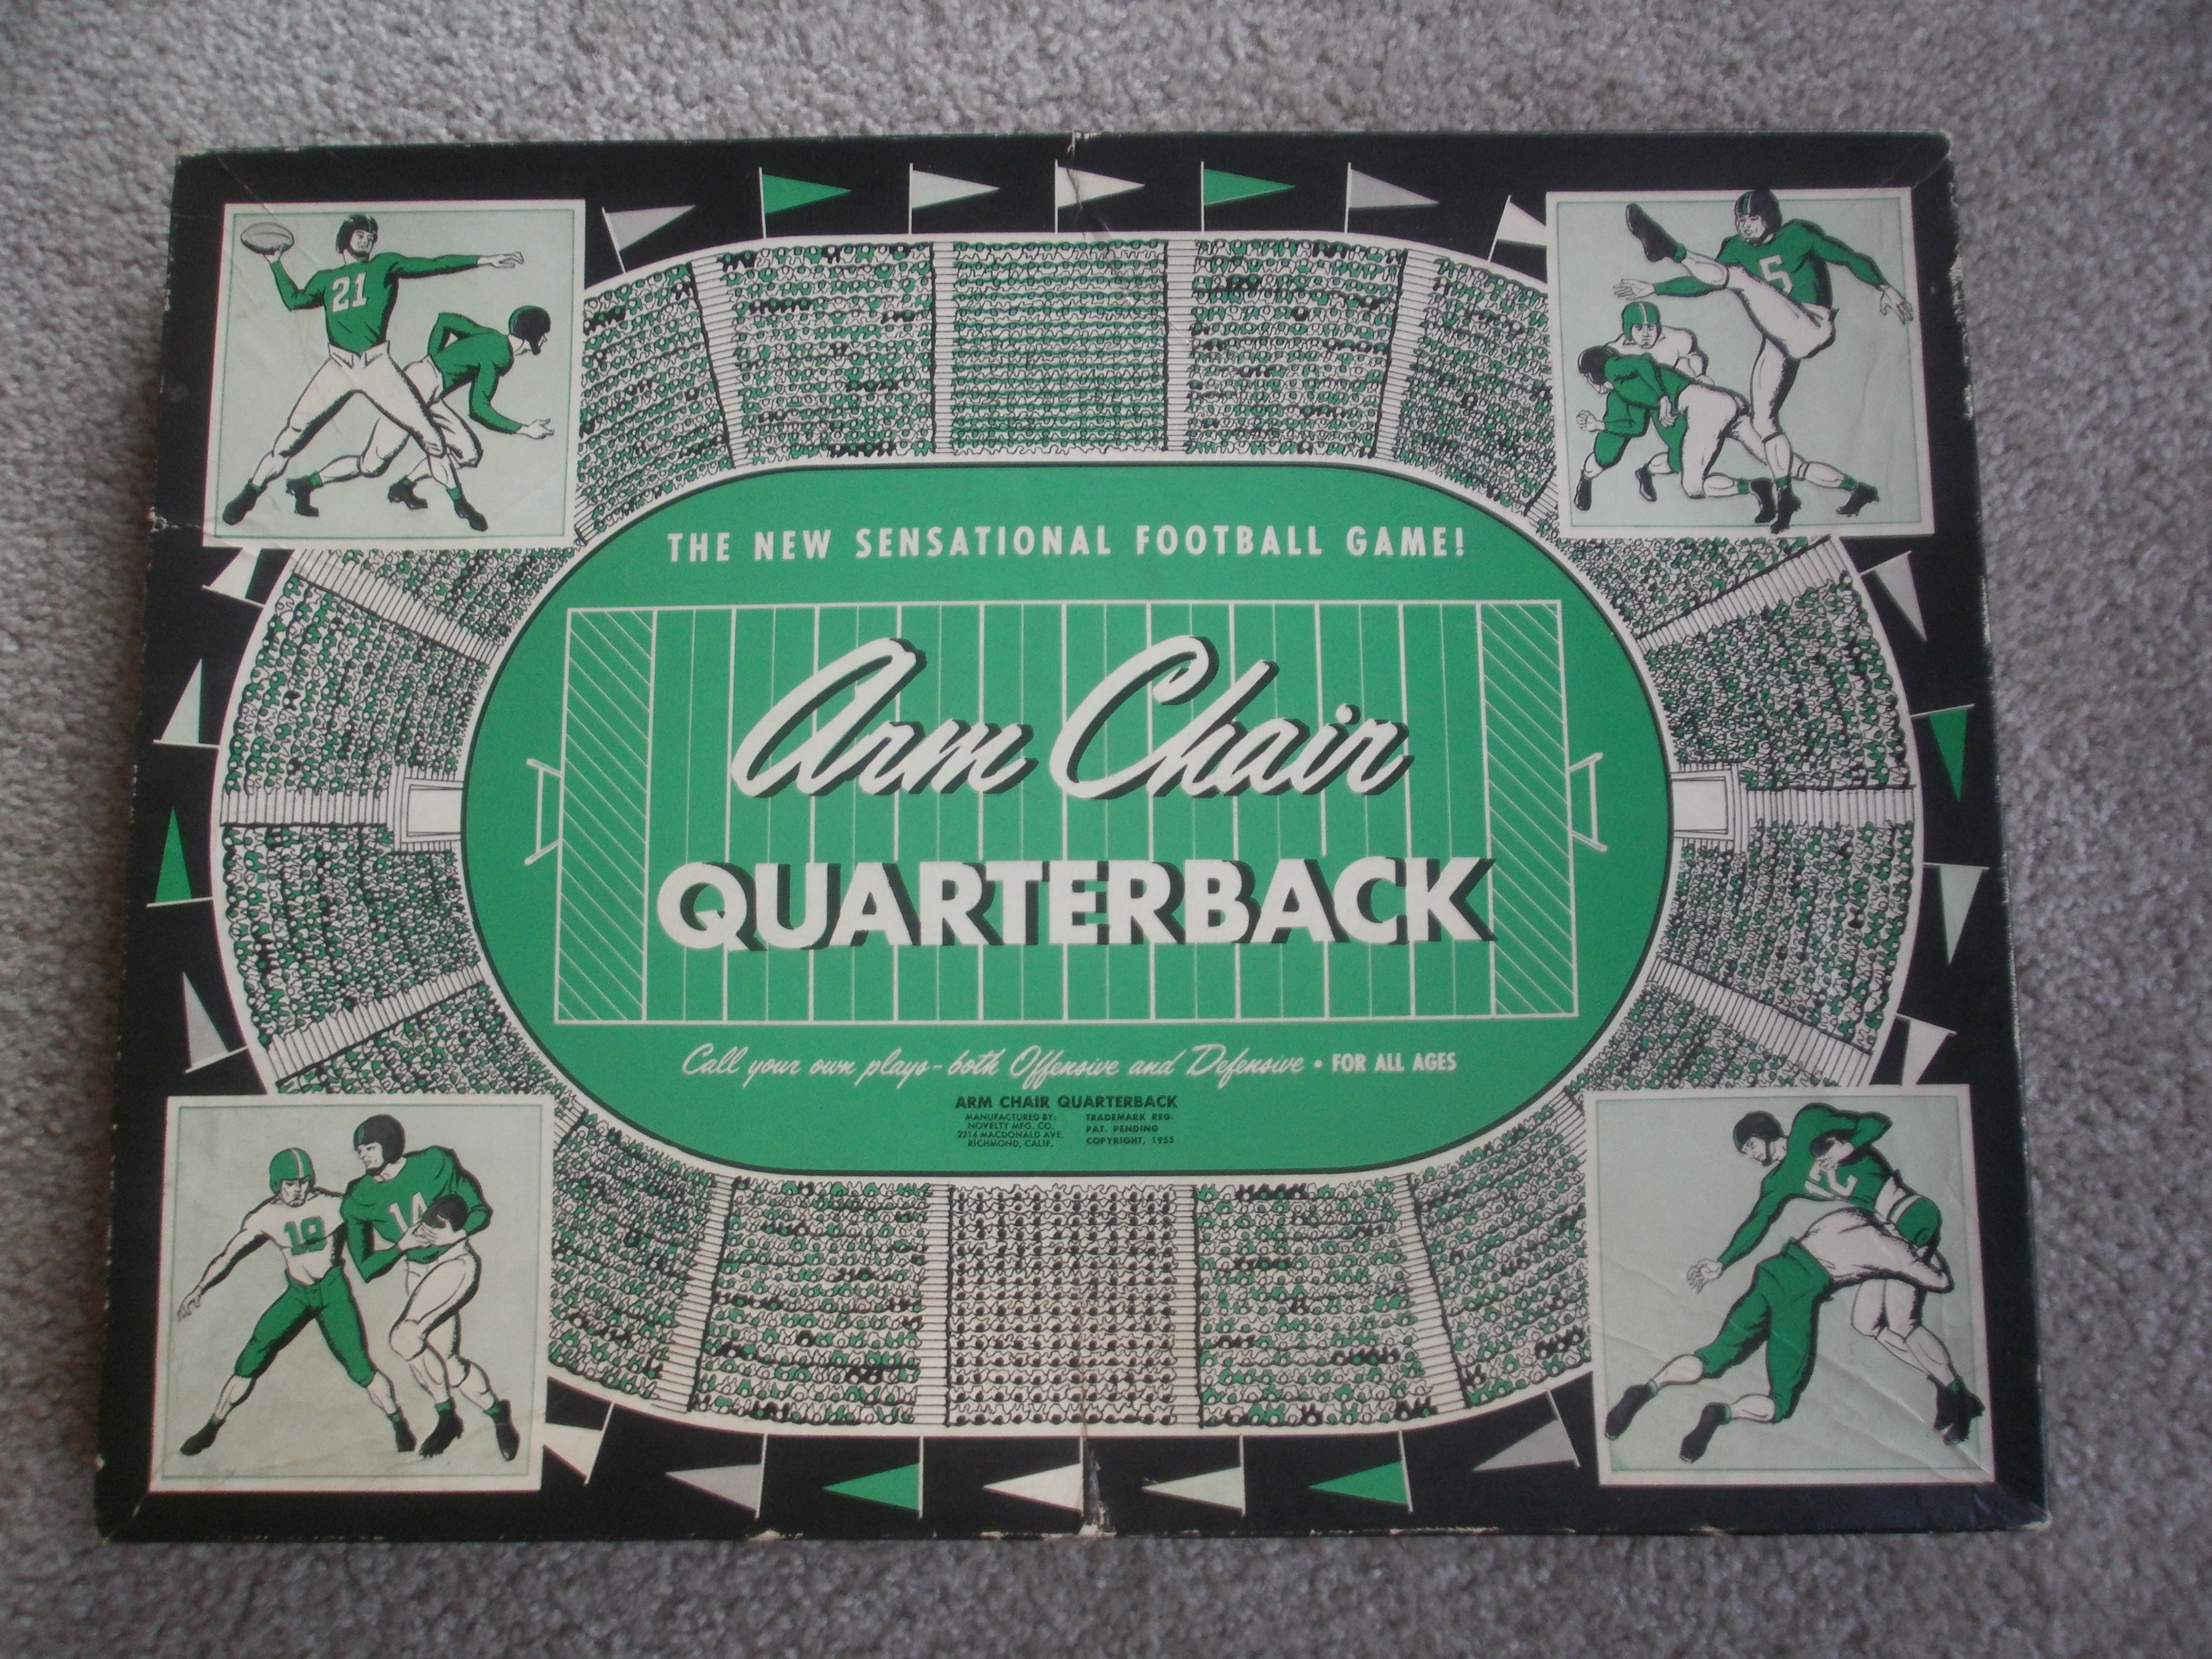 THE NEW SENSATIONAL FOOTBALL GAME!
21
5
Arm Chair
QUARTERBACK
Call your own plays - both Offensive and Defensive • FOR ALL AGES
ARM CHAIR QUARTERBACK
MANUFACTURED BY:
NOVELTY MFG. CO.
2214 MACDONALD AVE.
RICHMOND, CALIF.
TRADEMARK REG.
PAT. PENDING
COPYRIGHT, 1955
19
14
12